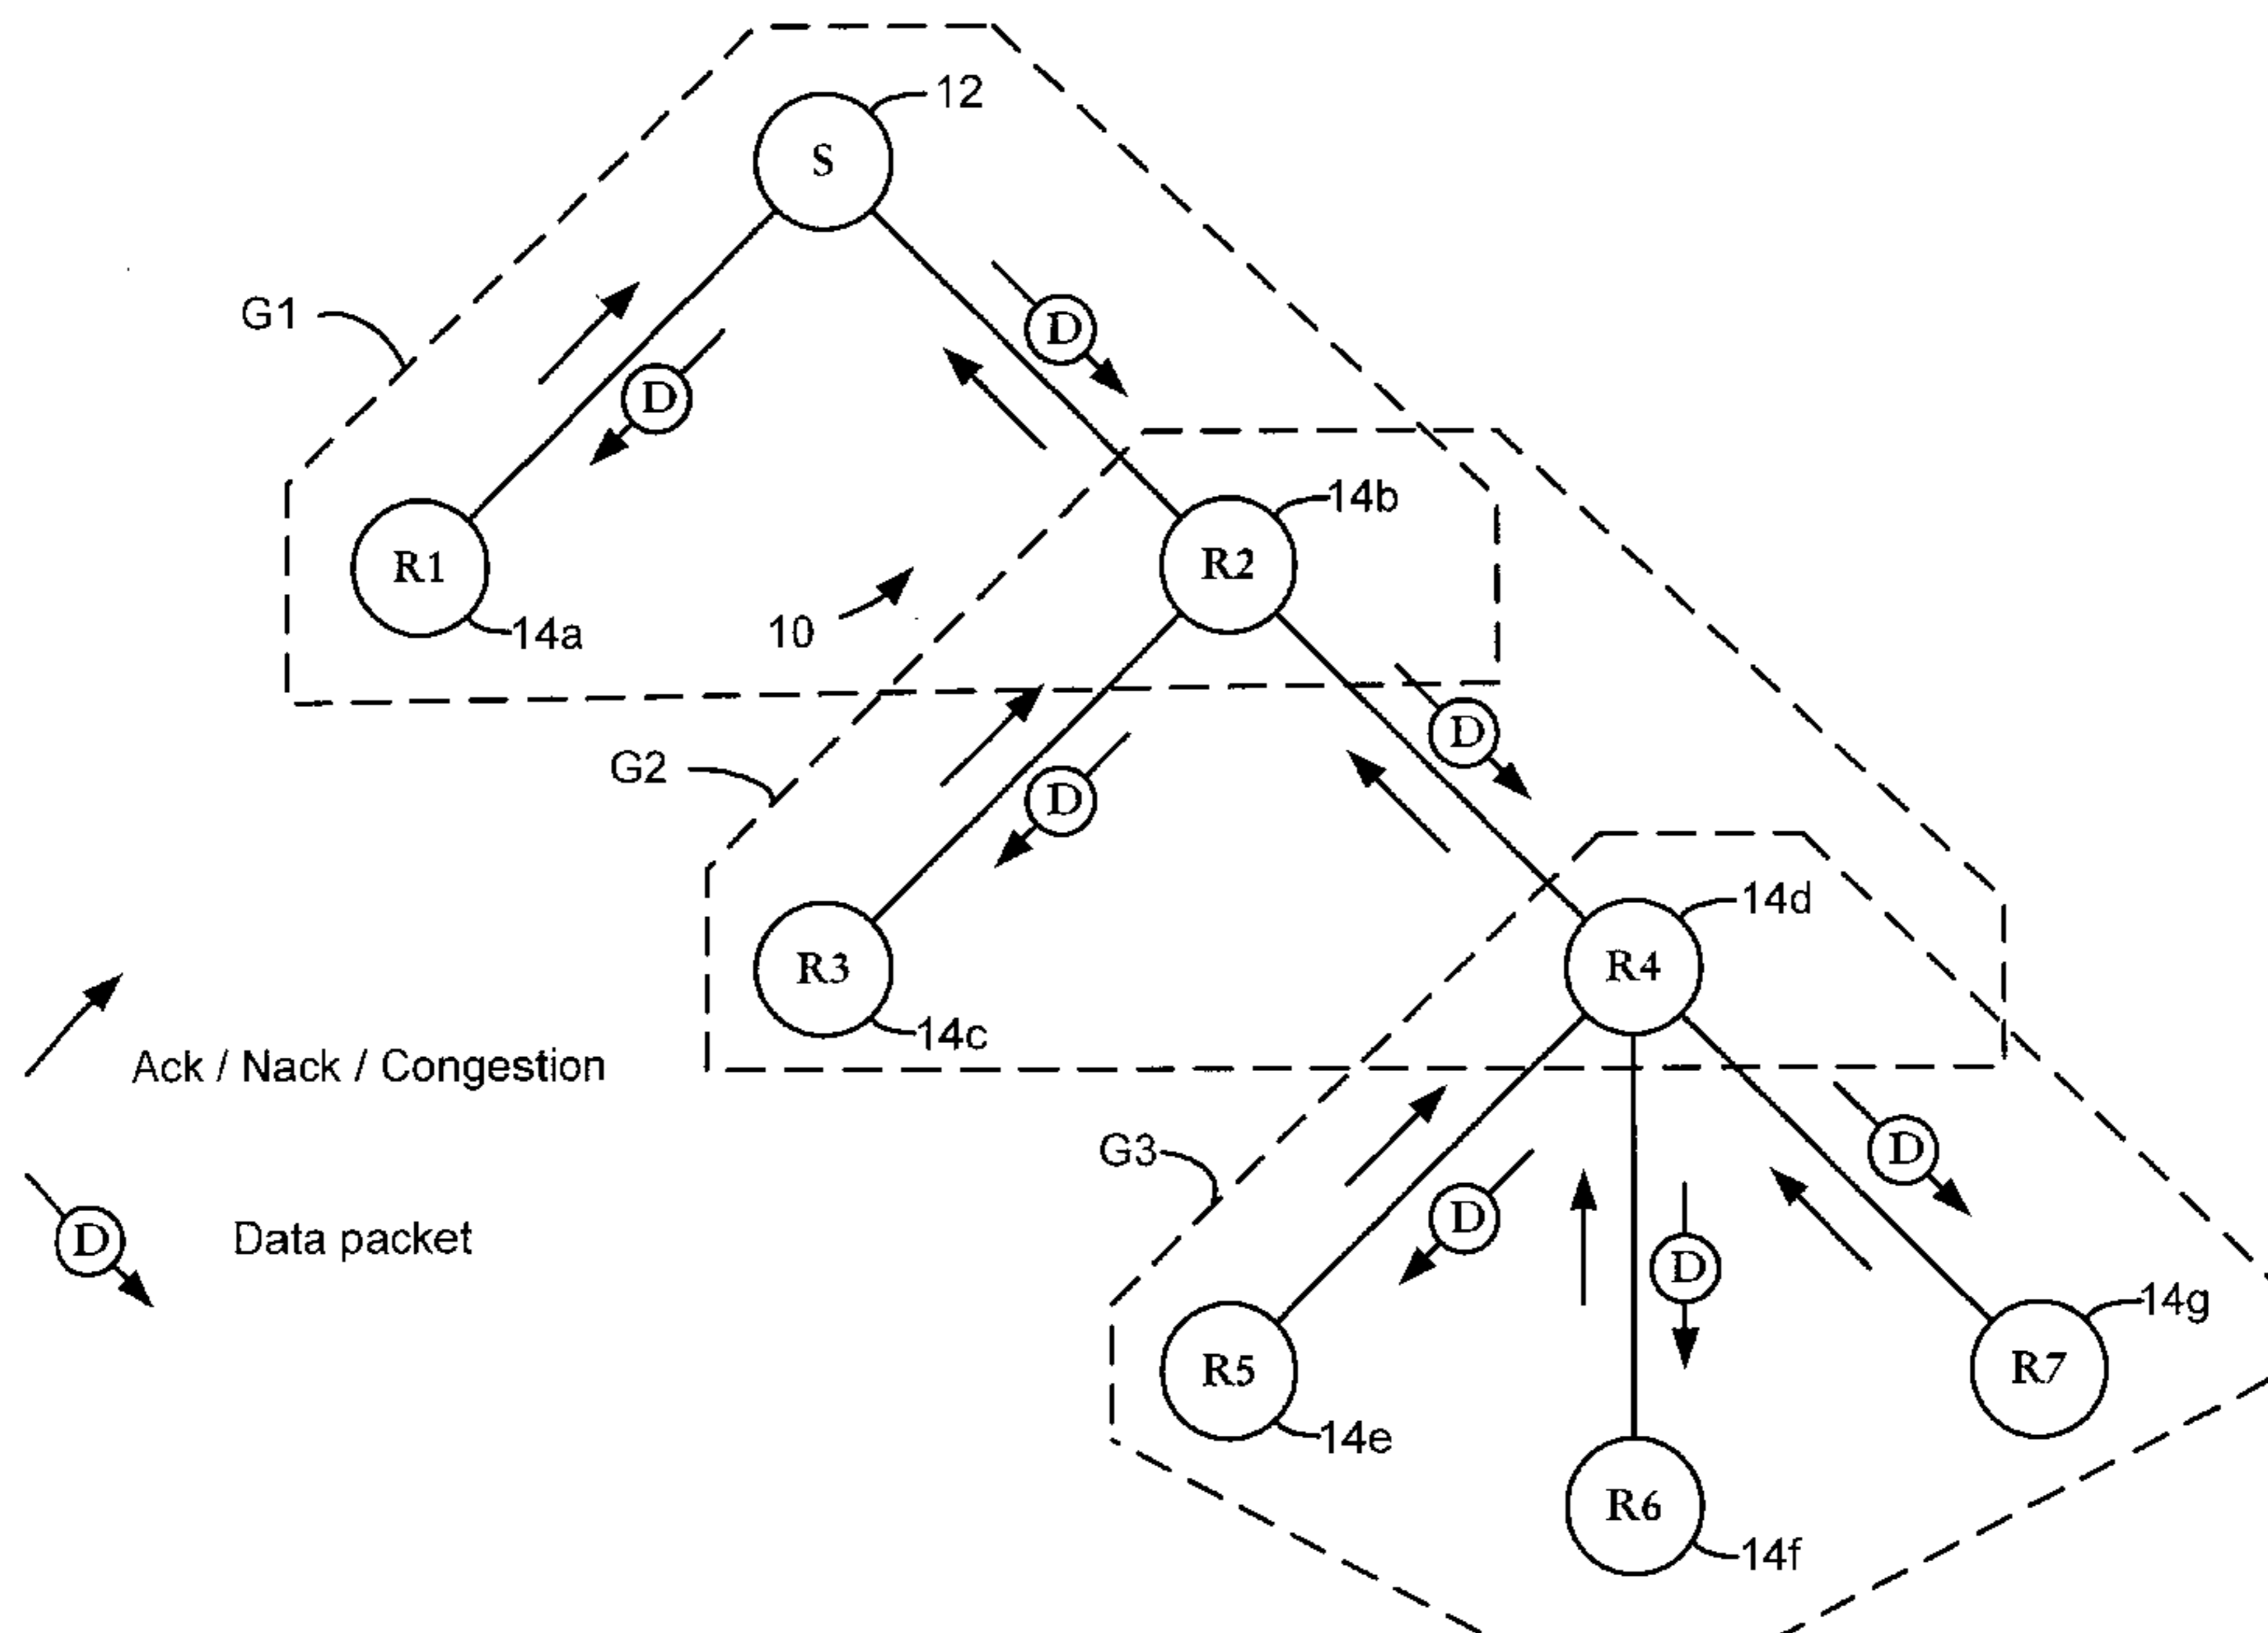 12
S
G1
D
D
14b
R1
R2
10
14a
D
G2
D
14d
R3
R4
14c
Ack / Nack / Congestion
D
G3
D
D
Data packet
D
D
14g
R5
R7
14e
R6
14f